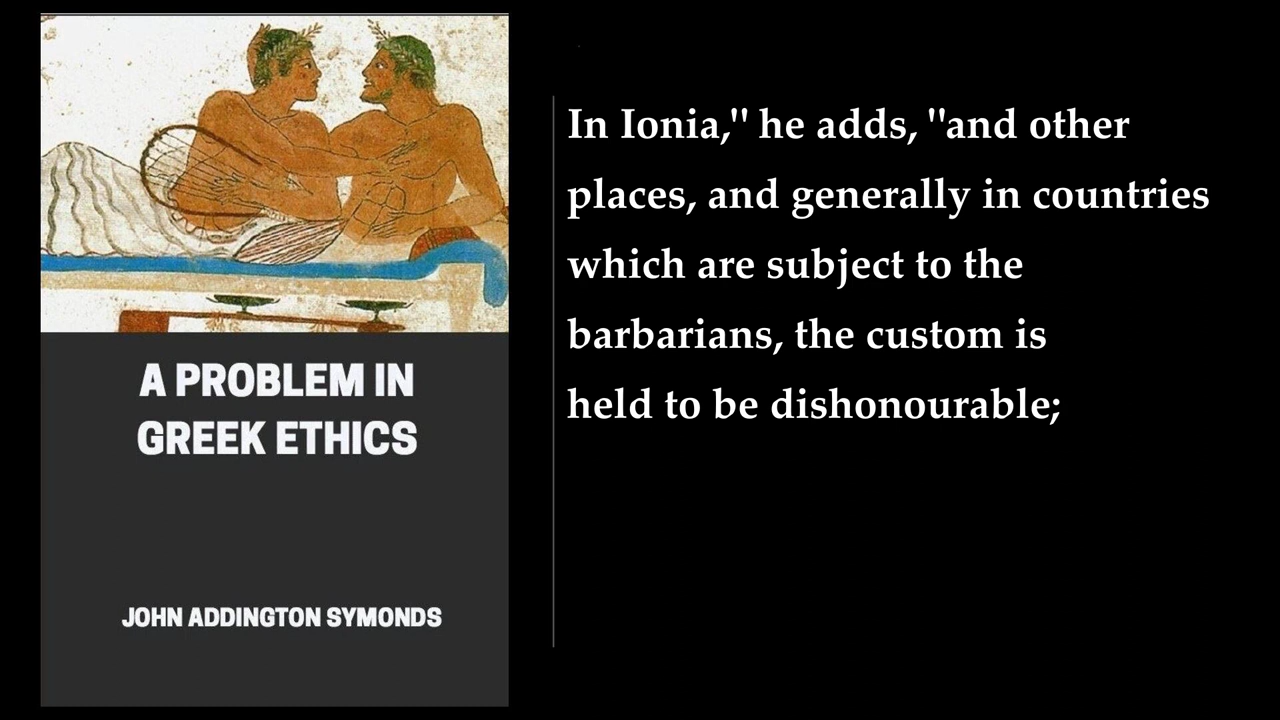 A PROBLEM IN
GREEK ETHICS
JOHN ADDINGTON SYMONDS
In Ionia," he adds, "and other
places, and generally in countries
which are subject to the
barbarians, the custom is
held to be dishonourable;